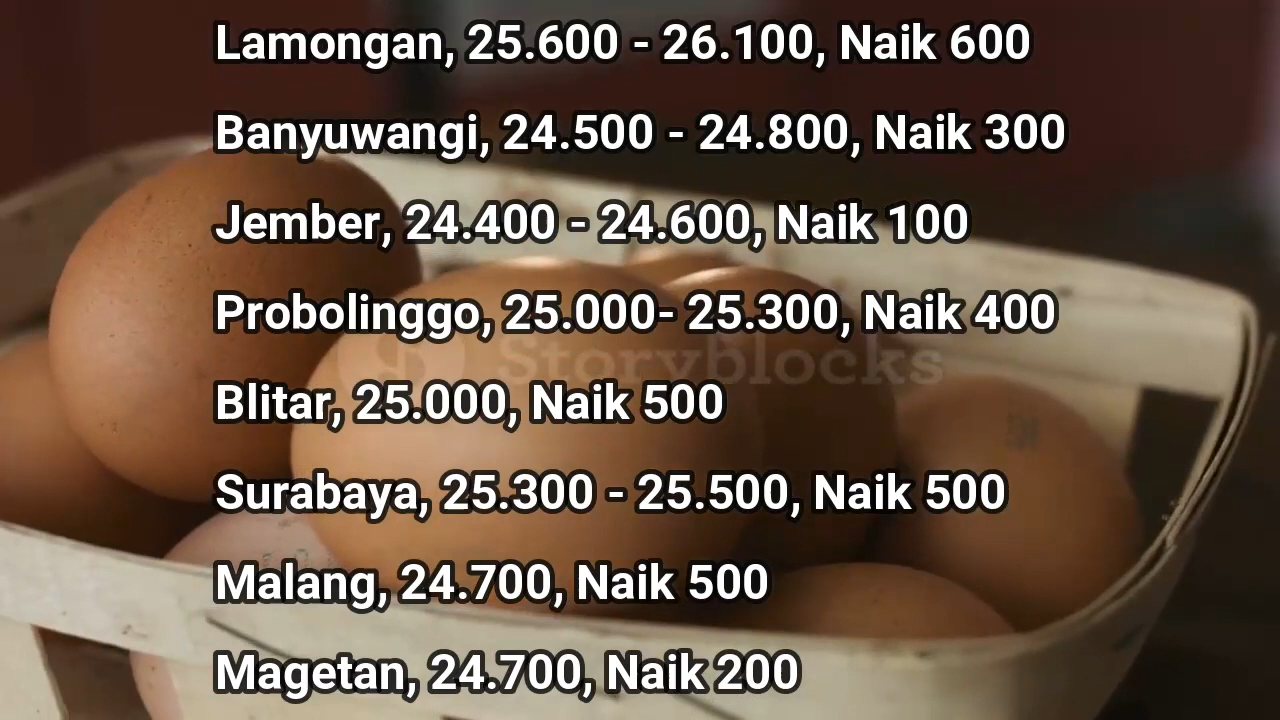 Lamongan, 25.600 - 26.100, Naik 600
Banyuwangi, 24.500 - 24.800, Naik 300
Jember, 24.400 - 24.600, Naik 100
Probolinggo, 25.000- 25.300, Naik 400
Storyblocks
Blitar, 25.000, Naik 500
Surabaya, 25.300 - 25.500, Naik 500
Malang, 24.700, Naik 500
Magetan, 24.700, Naik 200